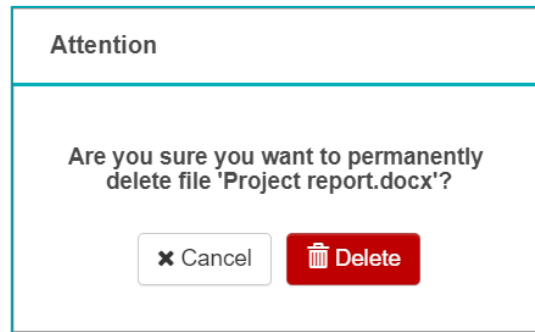 Attention
Are you sure you want to permanently
delete file 'Project report.docx'?
Cancel
Delete